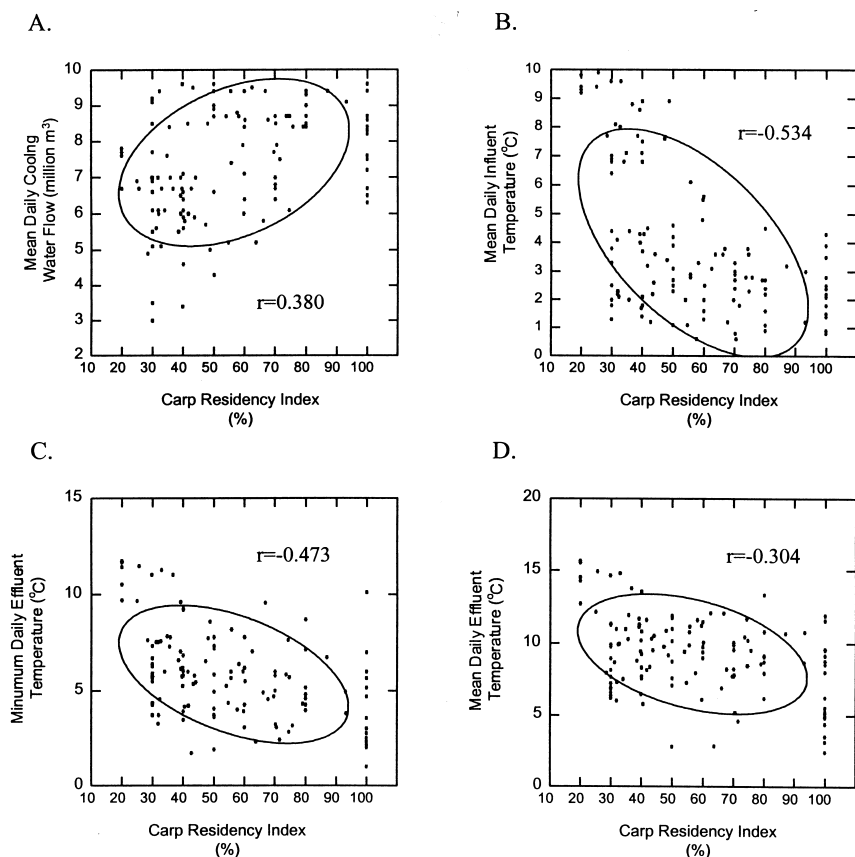 A.
Mean Daily Coolng
Water Flow (million m³)
10
9
8
7
6
5
4
3
2
r=0.380
10 20 30 40 50 60 70 80 90 100
Carp Residency Index
(%)
B.
Mean Daily Influent
Temperature (°C)
10
9
8
7
6
5
4
3
2
1
0
r=-0.534
10 20 30 40 50 60 70 80 90 100
Carp Residency Index
(%)
C.
Minumum Daily Effluent
Temperature (°C)
15
10
5
0
r=-0.473
10 20 30 40 50 60 70 80 90 100
Carp Residency Index
(%)
D.
Mean Daily Effluent
Temperature (°C)
20
15
10
5
0
r=-0.304
10 20 30 40 50 60 70 80 90 100
Carp Residency Index
(%)